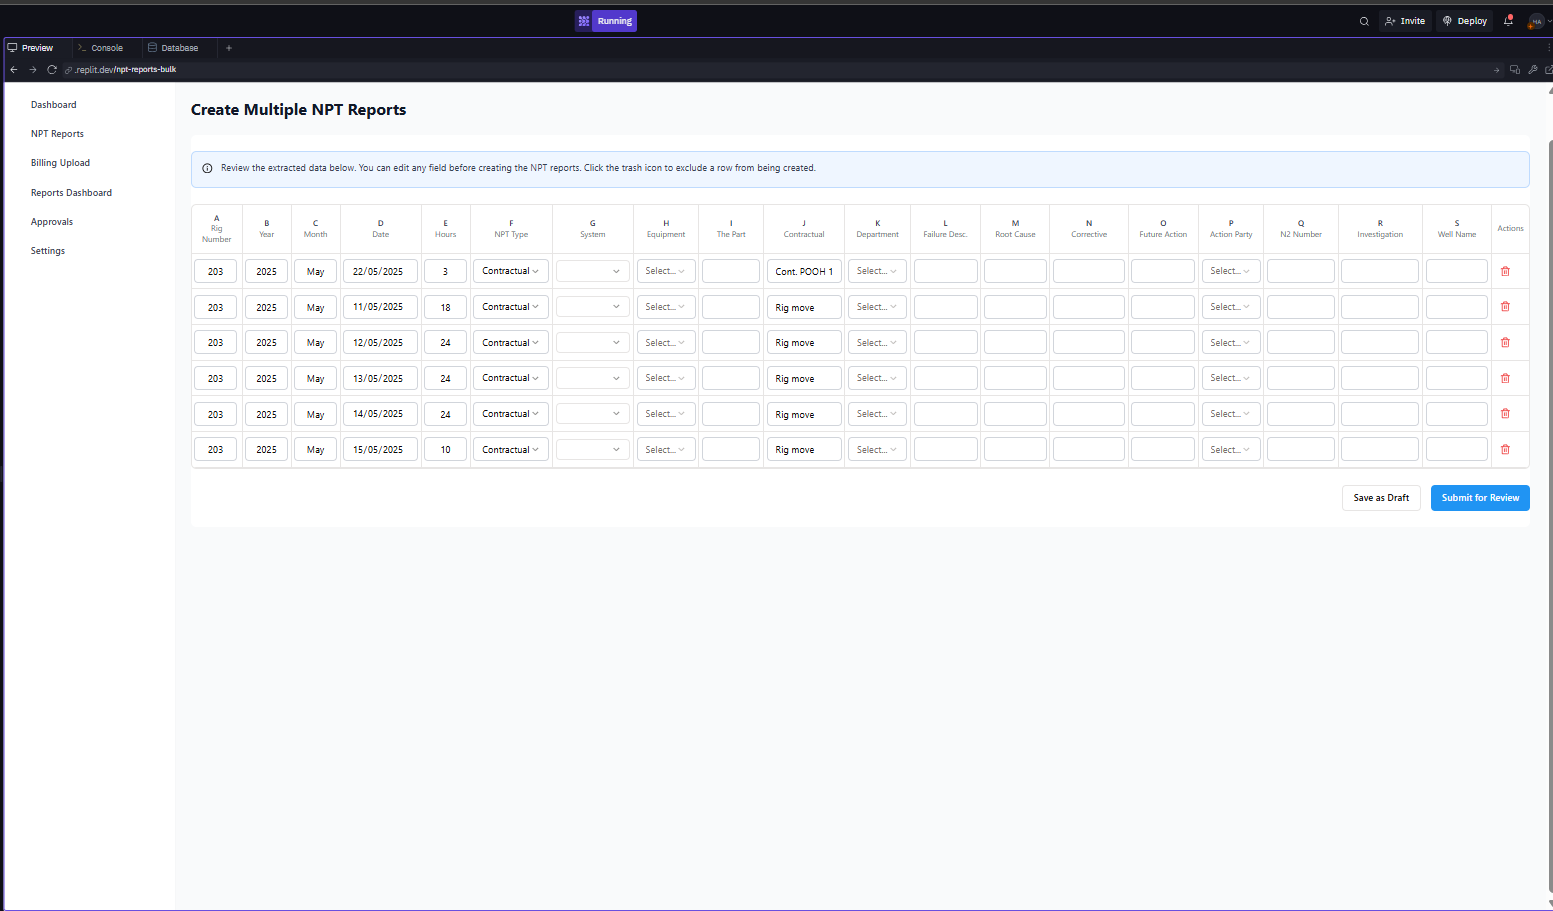 Running
Invite
Deploy
HA
Preview
Console
Database
.replit.dev/npt-reports-bulk
Dashboard
NPT Reports
Billing Upload
Reports Dashboard
Approvals
Settings
Create Multiple NPT Reports
Review the extracted data below. You can edit any field before creating the NPT reports. Click the trash icon to exclude a row from being created.
A B C D E F G H I J K L M N O P Q R S
Rig Number Year Month Date Hours NPT Type System Equipment The Part Contractual Department Failure Desc. Root Cause Corrective Future Action Action Party N2 Number Investigation Well Name Actions
203 2025 May 22/05/2025 3 Contractual Select... Cont. POOH 1 Select... Select...
203 2025 May 11/05/2025 18 Contractual Select... Rig move Select... Select...
203 2025 May 12/05/2025 24 Contractual Select... Rig move Select... Select...
203 2025 May 13/05/2025 24 Contractual Select... Rig move Select... Select...
203 2025 May 14/05/2025 24 Contractual Select... Rig move Select... Select...
203 2025 May 15/05/2025 10 Contractual Select... Rig move Select... Select...
Save as Draft
Submit for Review